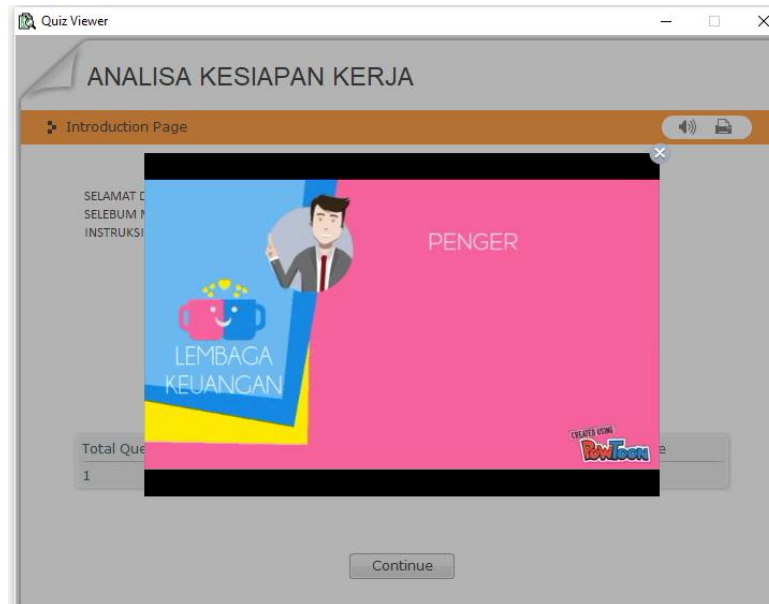 Quiz Viewer
ANALISA KESIAPAN KERJA
Introduction Page
SELAMAT
SELEBUM
INSTRUKSI
PENGER
LEMBAGA
KEUANGAN
CREATED USING
POWTOON
Total
1
Continue